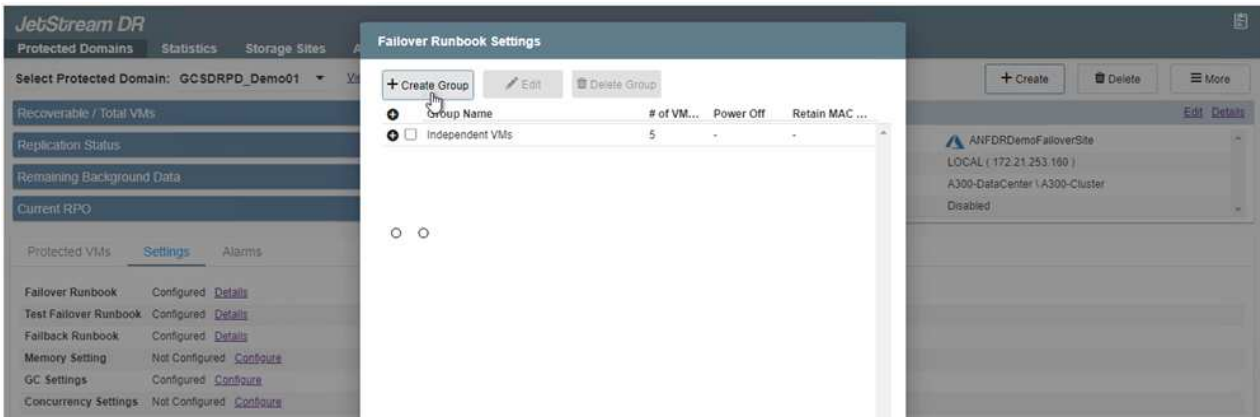 JetStream DR
Protected Domains Statistics Storage Sites A
Select Protected Domain: GCSDRPD_Demo01
+ Create Delete More
Recoverable / Total VMs
Edit Details
Replication Status
Remaining Background Data
Current RPO
ANFDRDemoFailoverSite
LOCAL ( 172.21.253.160 )
A300-DataCenter \ A300-Cluster
Disabled
Protected VMs Settings Alarms
Failover Runbook Configured Details
Test Failover Runbook Configured Details
Failback Runbook Configured Details
Memory Setting Not Configured Configure
GC Settings Configured Configure
Concurrency Settings Not Configured Configure
Failover Runbook Settings
+ Create Group Edit Delete Group
Group Name # of VM... Power Off Retain MAC ...
Independent VMs 5 - -